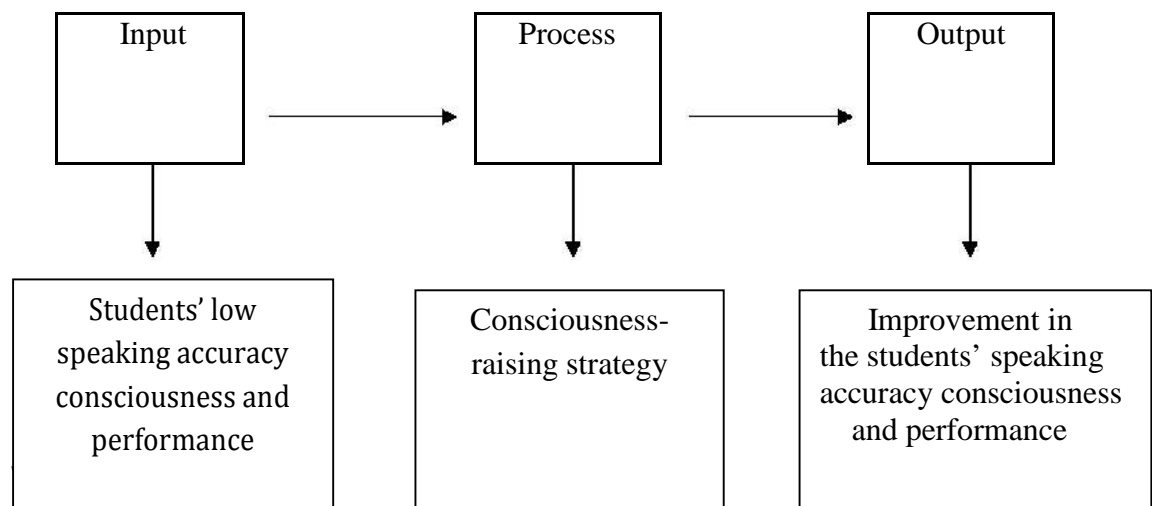 Input
Process
Output
Students’ low
speaking accuracy
consciousness and
performance
Consciousness-
raising strategy
Improvement in
the students’ speaking
accuracy consciousness
and performance